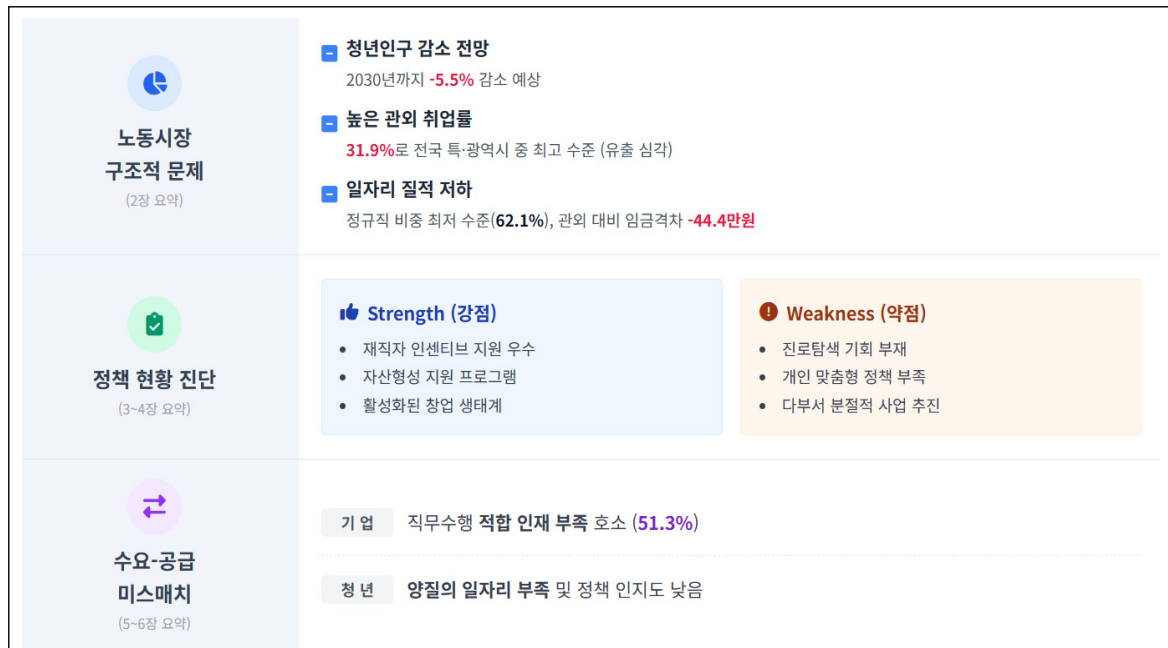 노동시장
구조적 문제
(2장 요약)
청년인구 감소 전망
2030년까지 -5.5% 감소 예상
높은 관외 취업률
31.9%로 전국 특·광역시 중 최고 수준 (유출 심각)
일자리 질적 저하
정규직 비중 최저 수준(62.1%), 관외 대비 임금격차 -44.4만원
정책 현황 진단
(3~4장 요약)
Strength (강점)
• 재직자 인센티브 지원 우수
• 자산형성 지원 프로그램
• 활성화된 창업 생태계
Weakness (약점)
• 진로탐색 기회 부재
• 개인 맞춤형 정책 부족
• 다부서 분절적 사업 추진
수요-공급
미스매치
(5~6장 요약)
기업 직무수행 적합 인재 부족 호소 (51.3%)
청년 양질의 일자리 부족 및 정책 인지도 낮음